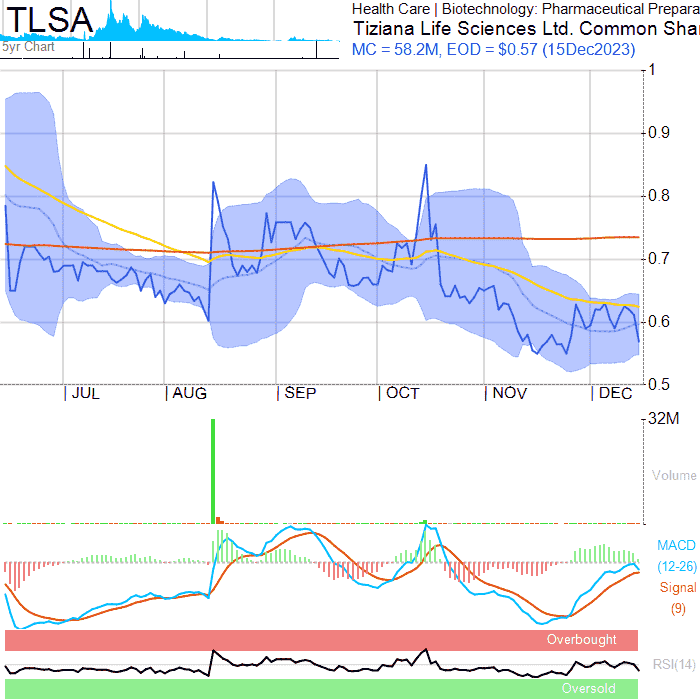 TLSA
5yr Chart
Health Care | Biotechnology: Pharmaceutical Prepara
Tiziana Life Sciences Ltd. Common Shar
MC = 58.2M, EOD = $0.57 (15Dec2023)
1
0.9
0.8
0.7
0.6
0.5
JUL
AUG
SEP
OCT
NOV
DEC
32M
Volume
MACD
(12-26)
Signal
(9)
Overbought
RSI(14)
Oversold